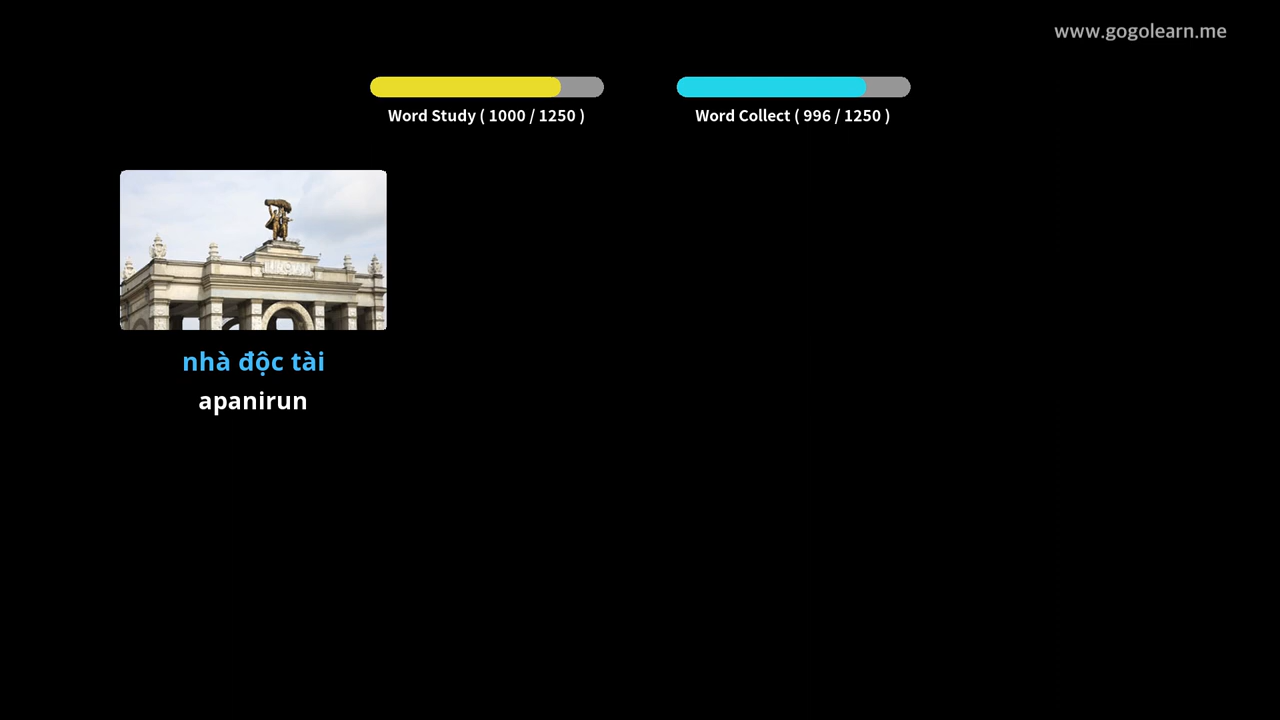 www.gogolearn.me
Word Study ( 1000 / 1250 )
Word Collect ( 996 / 1250 )
nhà độc tài
apanirun